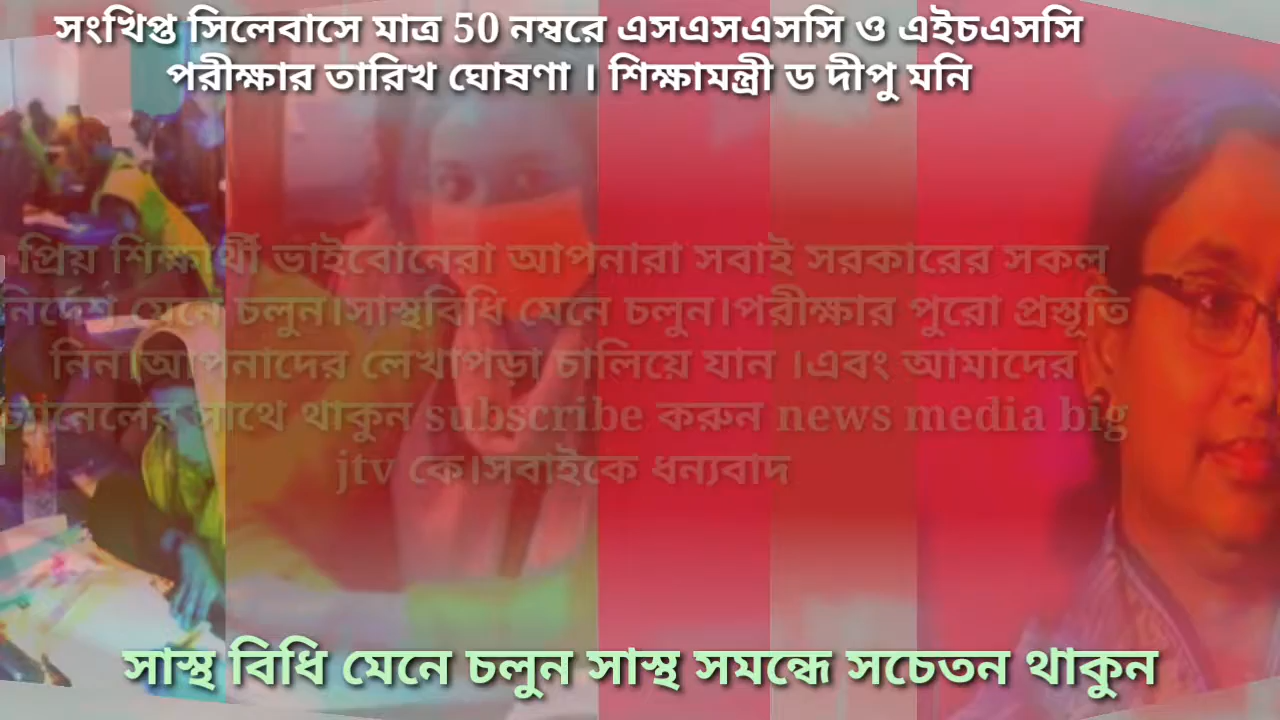 সংখিপ্ত সিলেবাসে মাত্র 50 নম্বরে এসএসএসসি ও এইচএসসি
পরীক্ষার তারিখ ঘোষণা । শিক্ষামন্ত্রী ড দীপু মনি
প্রিয় শিক্ষার্থী ভাইবোনেরা আপনারা সবাই সরকারের সকল
নির্দেশ মেনে চলুন।সাস্থবিধি মেনে চলুন।পরীক্ষার পুরো প্রস্তূতি
নিন।আপনাদের লেখাপড়া চালিয়ে যান ।এবং আমাদের
সাথে থাকুন subscribe করুন news media big
jtv কে।সবাইকে ধন্যবাদ
সাস্থ বিধি মেনে চলুন সাস্থ সমন্ধে সচেতন থাকুন